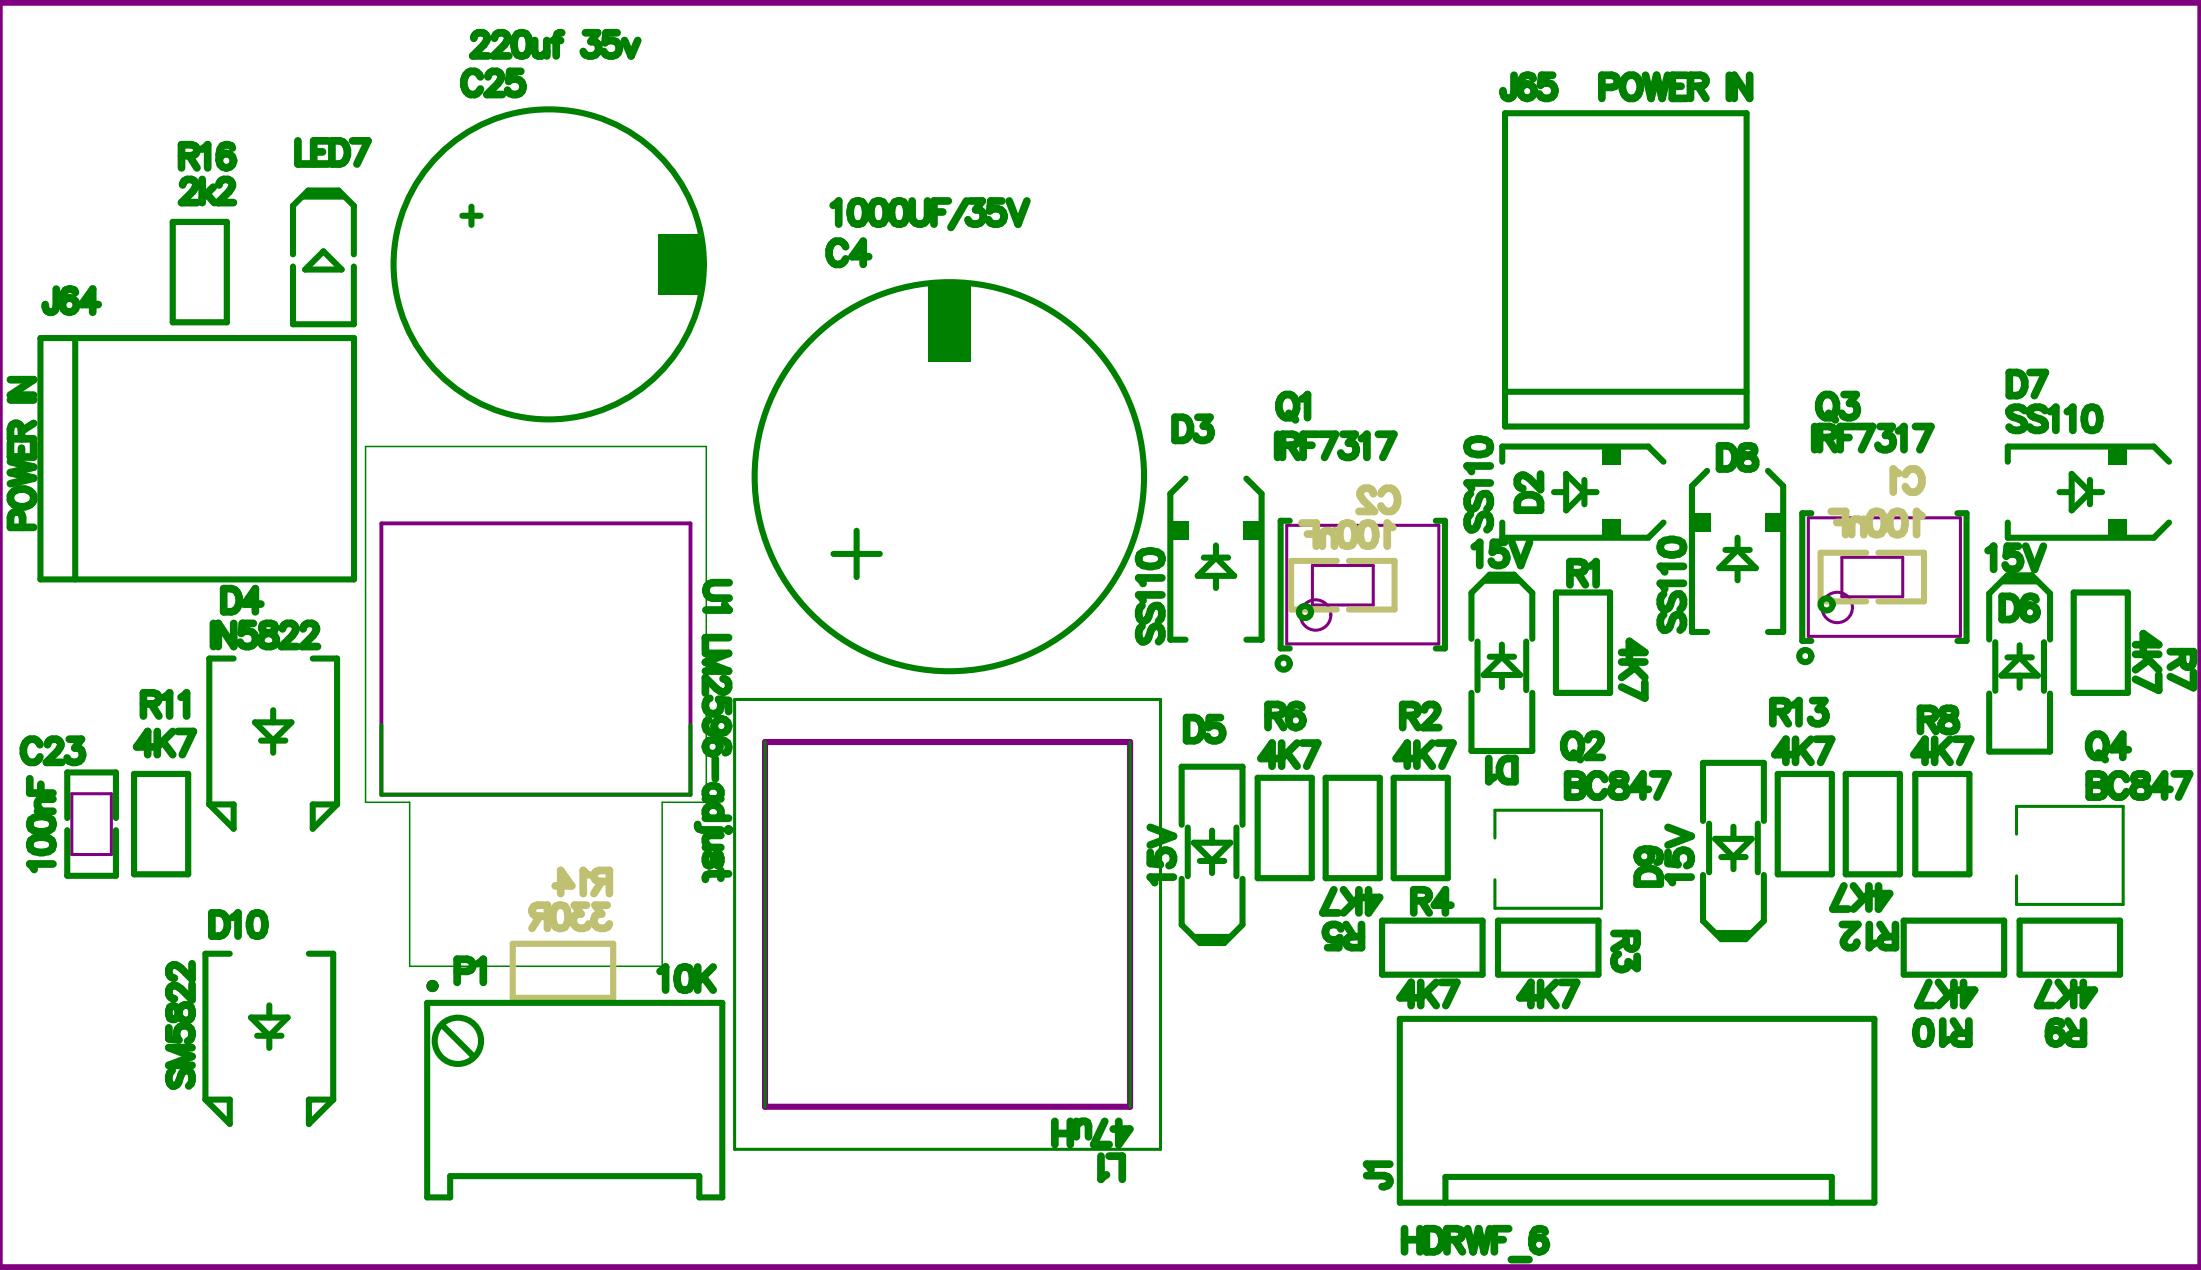 220uf 35v
C25
J65 POWER IN
R16
2k2
LED7
1000UF/35V
C4
J64
POWER IN
D3
SS110
Q1
IRF7317
C2
100nF
SS110
D2
15V
R1
4K7
D8
SS110
Q3
IRF7317
C1
100nF
D7
SS110
15V
D6
4K7
R7
D4
IN5822
U1 LM2596_adjust
R11
4K7
C23
100nF
D5
15V
R6
4K7
R2
4K7
D1
Q2
BC847
R13
4K7
R8
4K7
Q4
BC847
D9
15V
R14
330R
4K7
R5
R4
4K7
R3
4K7
4K7
R12
D10
SM5822
P1
10K
4K7
R10
4K7
R9
47uH
L1
J1
HDRWF_6